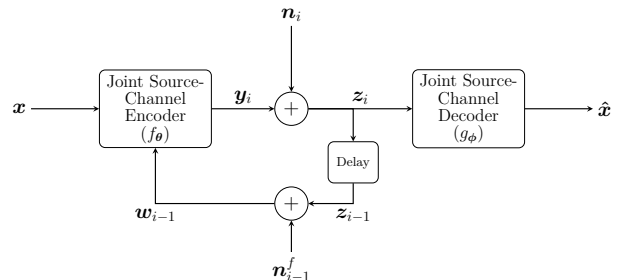 n_i
Joint Source-
Channel
Encoder
(f_θ)
Joint Source-
Channel
Decoder
(g_ϕ)
x
y_i
+
z_i
x̂
Delay
w_{i−1}
+
z_{i−1}
n^f_{i−1}